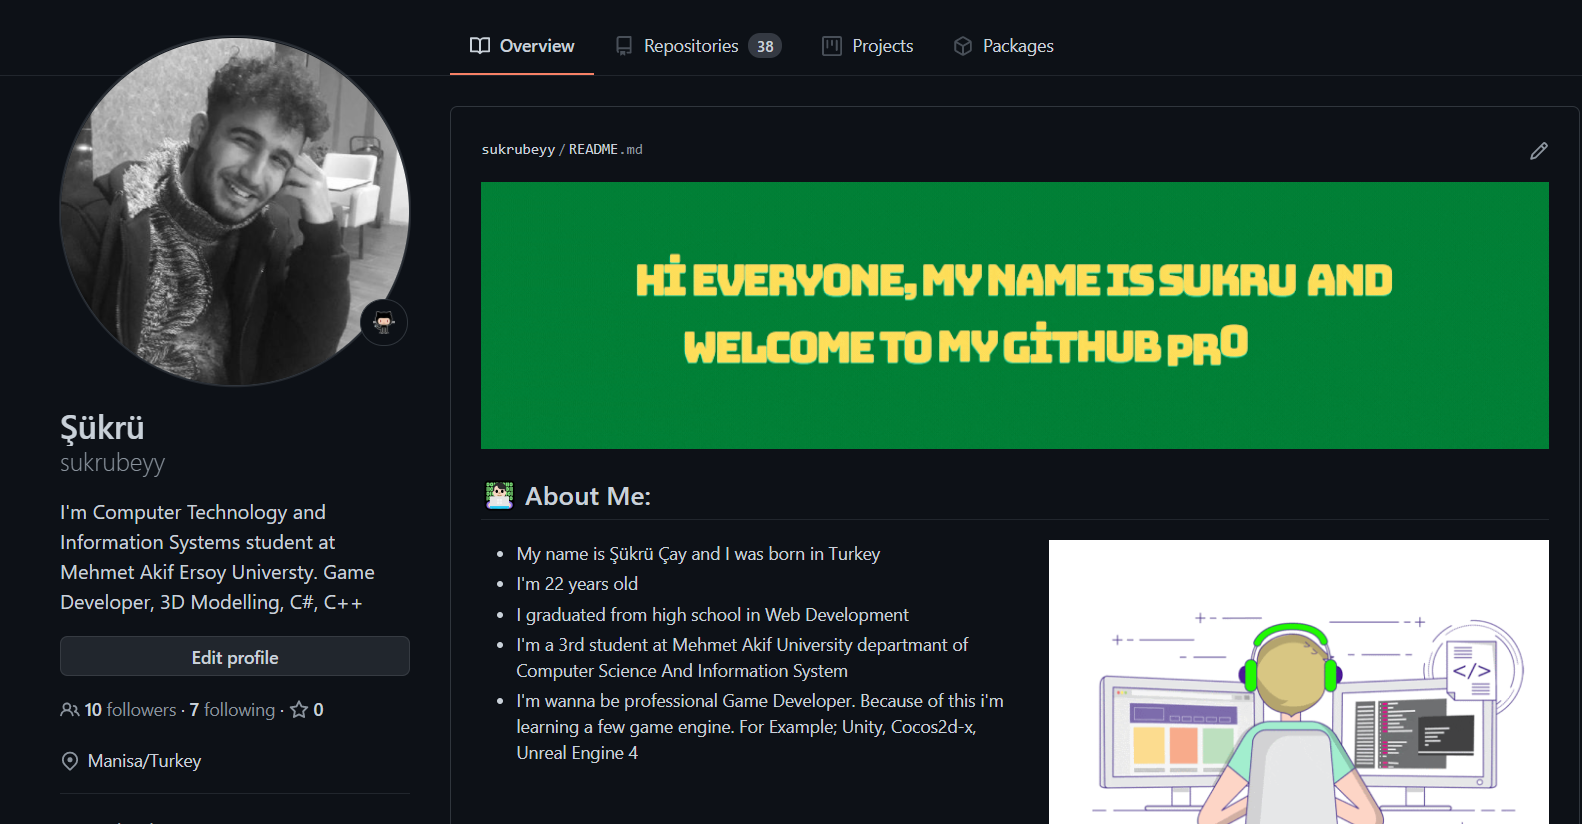 Overview
Repositories 38
Projects
Packages
Şükrü
sukrubeyy
I'm Computer Technology and
Information Systems student at
Mehmet Akif Ersoy Universty. Game
Developer, 3D Modelling, C#, C++
Edit profile
10 followers · 7 following · 0
Manisa/Turkey
sukrubeyy / README.md
Hİ EVERYONE, MY NAME IS SUKRU AND
WELCOME TO MY GİTHUB PRO
About Me:
My name is Şükrü Çay and I was born in Turkey
I'm 22 years old
I graduated from high school in Web Development
I'm a 3rd student at Mehmet Akif University departmant of
Computer Science And Information System
I'm wanna be professional Game Developer. Because of this i'm
learning a few game engine. For Example; Unity, Cocos2d-x,
Unreal Engine 4
</>